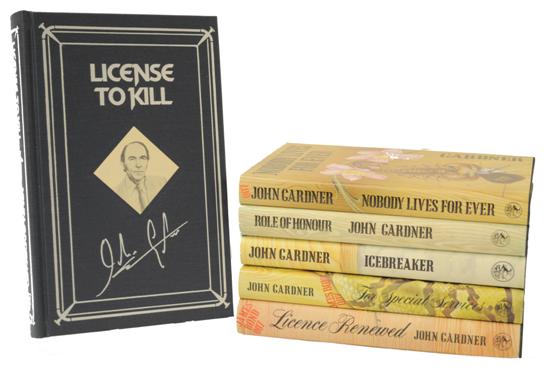 LICENSE
TO KILL
GARDNER
JOHN GARDNER NOBODY LIVES FOR EVER
ROLE OF HONOUR JOHN GARDNER
JOHN GARDNER ICEBREAKER
JOHN GARDNER For Special Services
Licence Renewed JOHN GARDNER